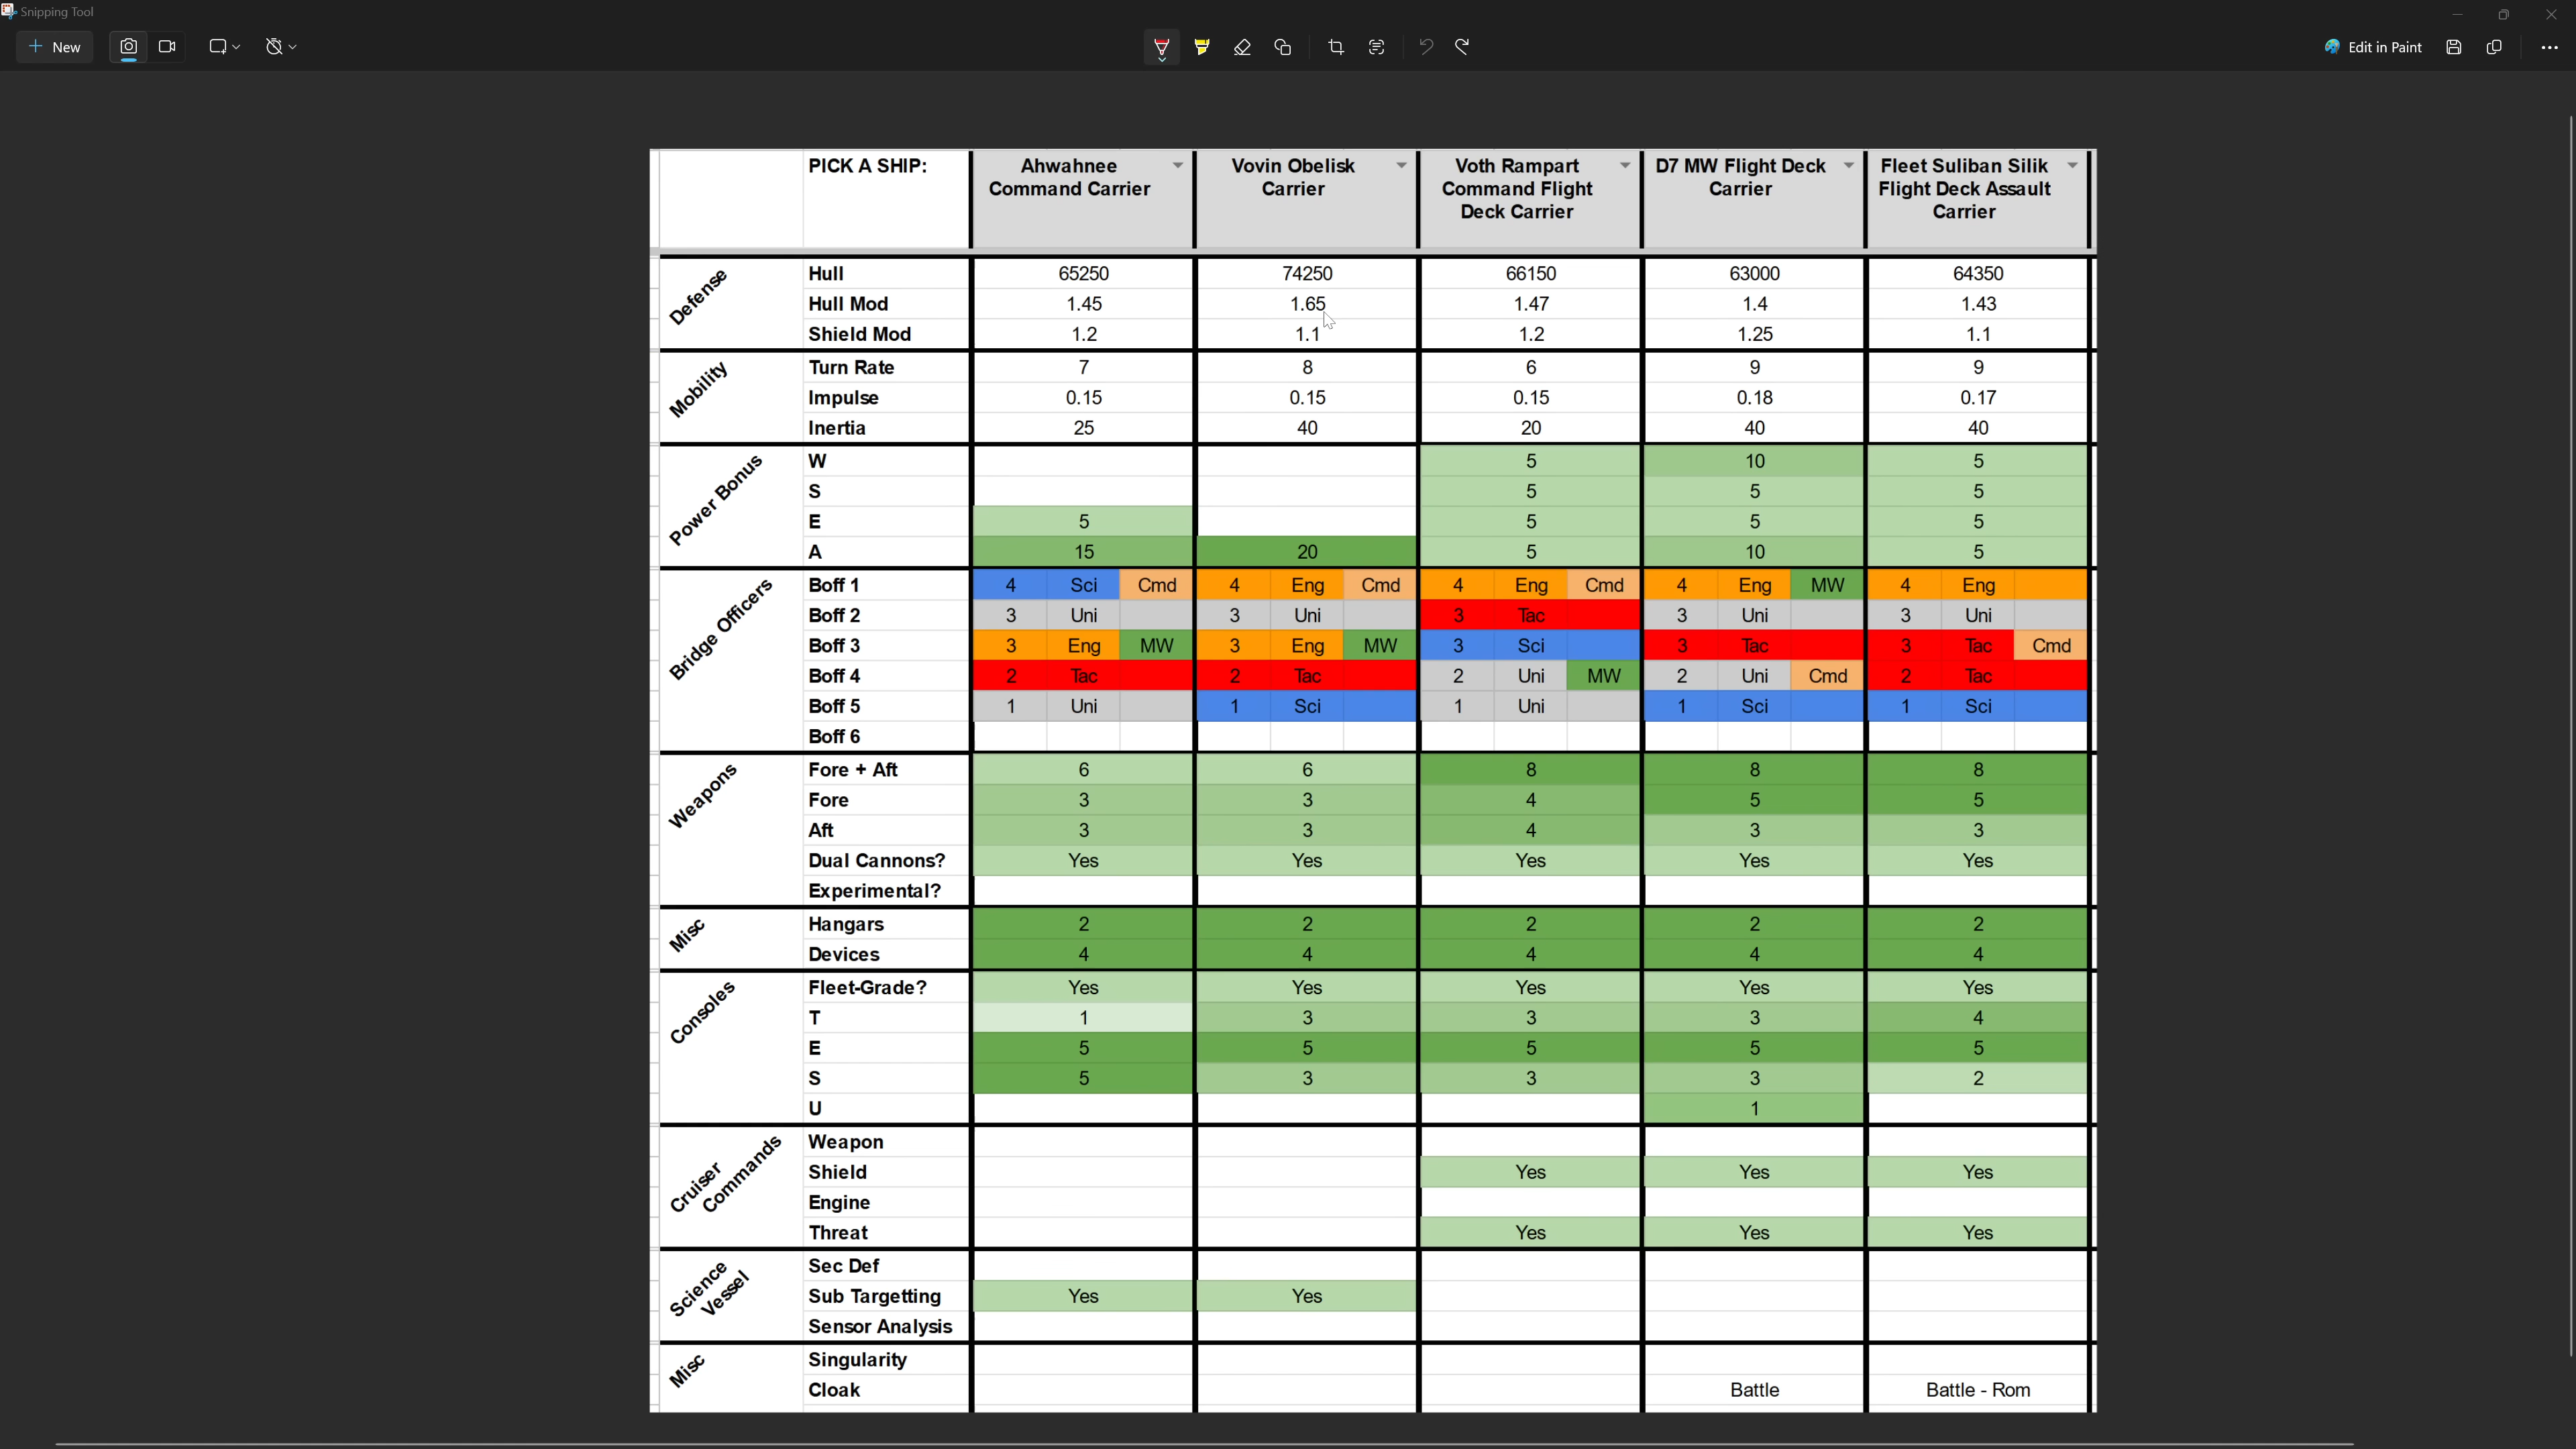 Snipping Tool
New
Edit in Paint
PICK A SHIP: Ahwahnee Command Carrier Vovin Obelisk Carrier Voth Rampart Command Flight Deck Carrier D7 MW Flight Deck Carrier Fleet Suliban Silik Flight Deck Assault Carrier
Defense
Hull 65250 74250 66150 63000 64350
Hull Mod 1.45 1.65 1.47 1.4 1.43
Shield Mod 1.2 1.1 1.2 1.25 1.1
Mobility
Turn Rate 7 8 6 9 9
Impulse 0.15 0.15 0.15 0.18 0.17
Inertia 25 40 20 40 40
Power Bonus
W 5 10 5
S 5 5 5
E 5 5 5 5
A 15 20 5 10 5
Bridge Officers
Boff 1 4 Sci Cmd 4 Eng Cmd 4 Eng Cmd 4 Eng MW 4 Eng
Boff 2 3 Uni 3 Uni 3 Tac 3 Uni 3 Uni
Boff 3 3 Eng MW 3 Eng MW 3 Sci 3 Tac 3 Tac Cmd
Boff 4 2 Tac 2 Tac 2 Uni MW 2 Uni Cmd 2 Tac
Boff 5 1 Uni 1 Sci 1 Uni 1 Sci 1 Sci
Boff 6
Weapons
Fore + Aft 6 6 8 8 8
Fore 3 3 4 5 5
Aft 3 3 4 3 3
Dual Cannons? Yes Yes Yes Yes Yes
Experimental?
Misc
Hangars 2 2 2 2 2
Devices 4 4 4 4 4
Consoles
Fleet-Grade? Yes Yes Yes Yes Yes
T 1 3 3 3 4
E 5 5 5 5 5
S 5 3 3 3 2
U 1
Cruiser Commands
Weapon
Shield Yes Yes Yes
Engine
Threat Yes Yes Yes
Science Vessel
Sec Def
Sub Targetting Yes Yes
Sensor Analysis
Misc
Singularity
Cloak Battle Battle - Rom